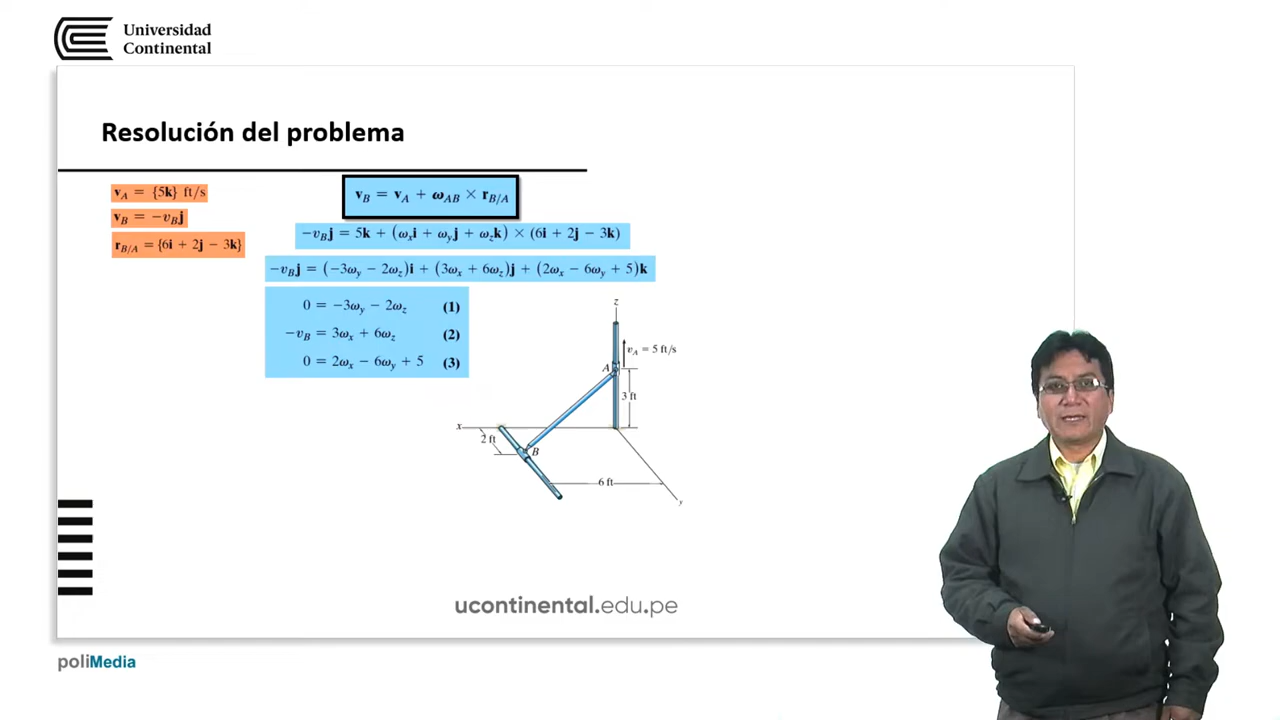 Universidad
Continental
Resolución del problema
v_A = {5k} ft/s
v_B = −v_B j
r_B/A = {6i + 2j − 3k}
v_B = v_A + ω_AB × r_B/A
−v_B j = 5k + (ω_x i + ω_y j + ω_z k) × (6i + 2j − 3k)
−v_B j = (−3ω_y − 2ω_z)i + (3ω_x + 6ω_z)j + (2ω_x − 6ω_y + 5)k
0 = −3ω_y − 2ω_z (1)
−v_B = 3ω_x + 6ω_z (2)
0 = 2ω_x − 6ω_y + 5 (3)
z
v_A = 5 ft/s
A
3 ft
x
2 ft
B
6 ft
y
ucontinental.edu.pe
poliMedia